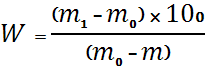 W = (m₁ – m₀) × 100 / (m₀ – m)